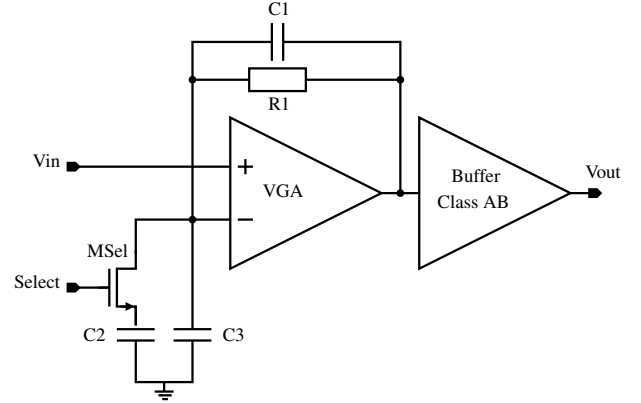 C1
R1
Vin
+
VGA
−
Buffer
Class AB
Vout
MSel
Select
C2
C3